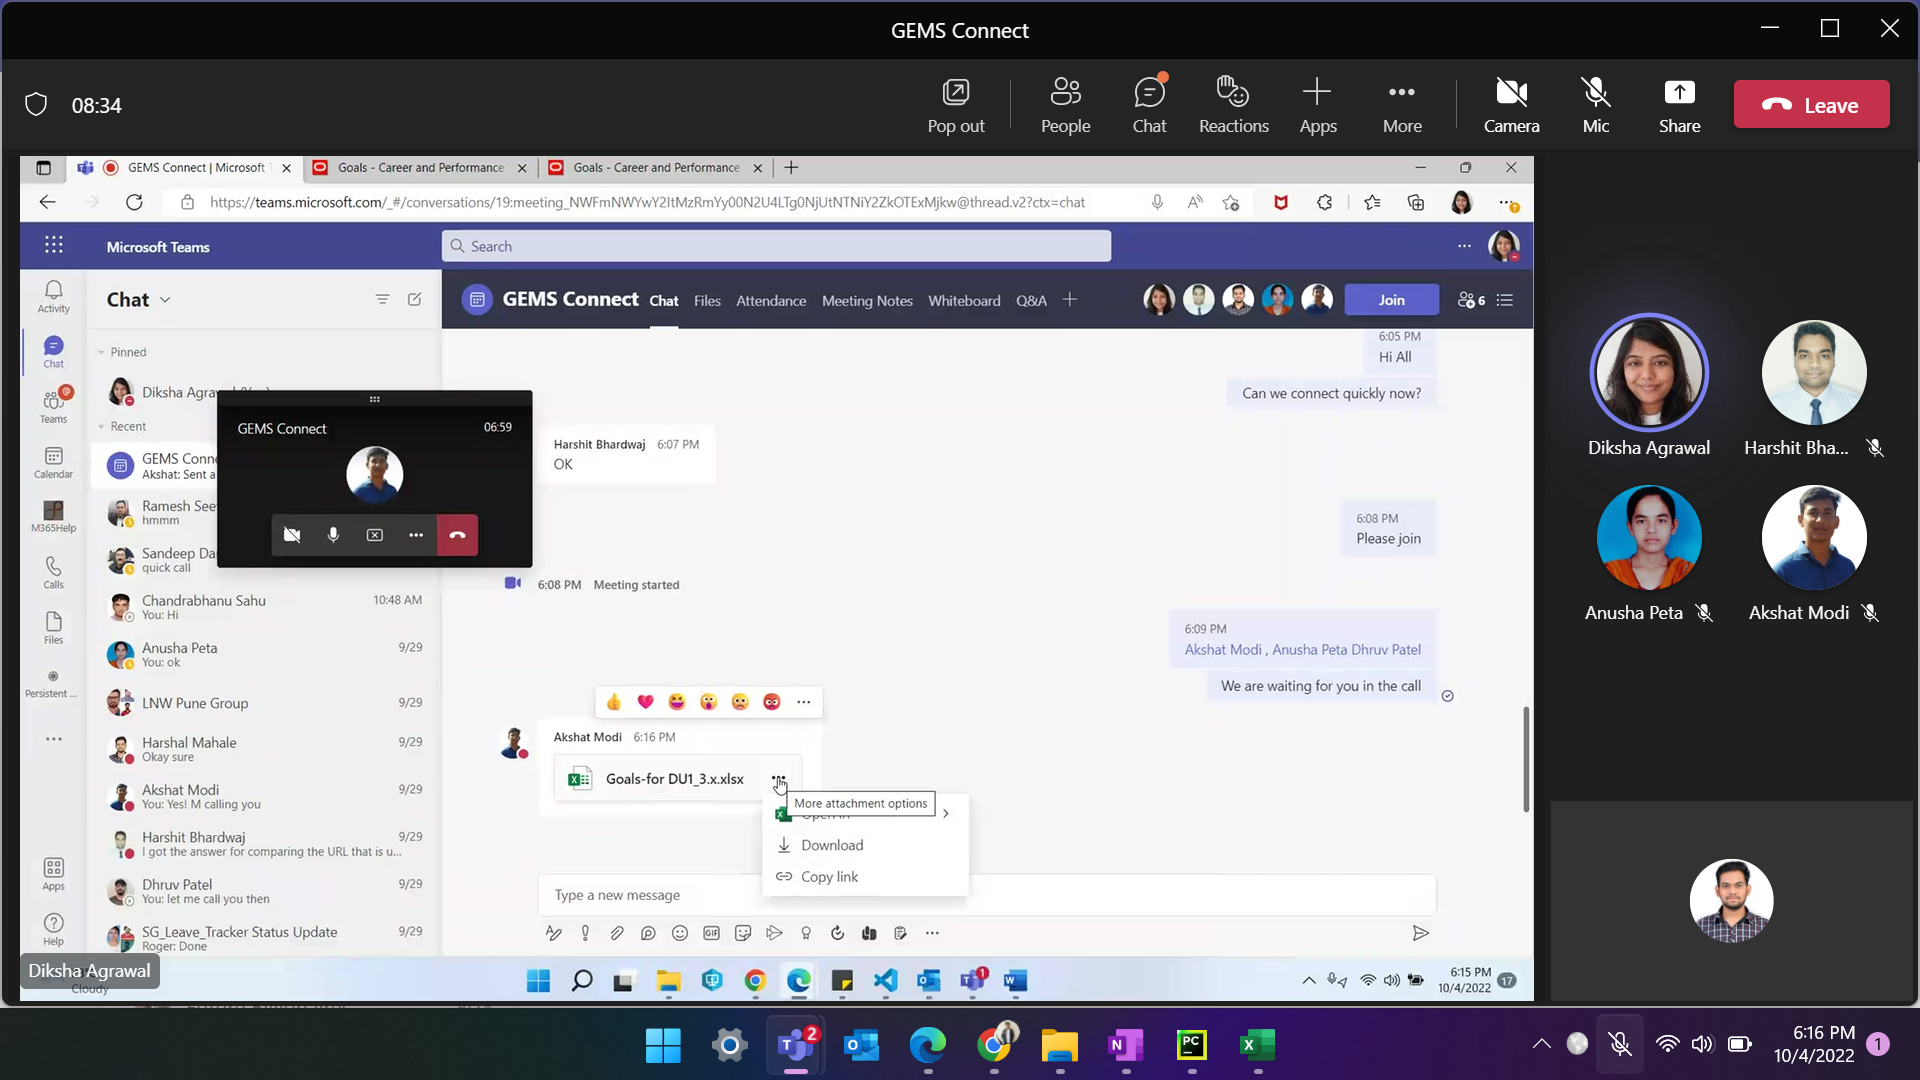 GEMS Connect
08:34
Pop out
People
Chat
Reactions
Apps
More
Camera
Mic
Share
Leave
GEMS Connect | Microsoft T
Goals - Career and Performance
Goals - Career and Performance
https://teams.microsoft.com/_#/conversations/19:meeting_NWFmNWYwY2ItMzRmYy00N2U4LTg0NjUtNTNiY2ZkOTExMjkw@thread.v2?ctx=chat
Microsoft Teams
Search
Activity
Chat
Teams
Calendar
M365Help
Calls
Files
Persistent ...
Apps
Help
Chat
Pinned
Diksha Agrawal (You)
Recent
GEMS Conne
Akshat: Sent a
Ramesh See
hmmm
Sandeep Da
quick call
Chandrabhanu Sahu 10:48 AM
You: Hi
Anusha Peta 9/29
You: ok
LNW Pune Group 9/29
Harshal Mahale 9/29
Okay sure
Akshat Modi 9/29
You: Yes! M calling you
Harshit Bhardwaj 9/29
I got the answer for comparing the URL that is u...
Dhruv Patel 9/29
You: let me call you then
SG_Leave_Tracker Status Update 9/29
Roger: Done
GEMS Connect 06:59
GEMS Connect
Chat
Files
Attendance
Meeting Notes
Whiteboard
Q&A
Join
6
6:05 PM
Hi All
Can we connect quickly now?
Harshit Bhardwaj 6:07 PM
OK
6:08 PM
Please join
6:08 PM Meeting started
6:09 PM
Akshat Modi , Anusha Peta Dhruv Patel
We are waiting for you in the call
Akshat Modi 6:16 PM
Goals-for DU1_3.x.xlsx
More attachment options
Open in
Download
Copy link
Type a new message
GIF
Diksha Agrawal
Cloudy
1
6:15 PM
10/4/2022
17
Diksha Agrawal
Harshit Bha...
Anusha Peta
Akshat Modi
2
PC
6:16 PM
10/4/2022
1